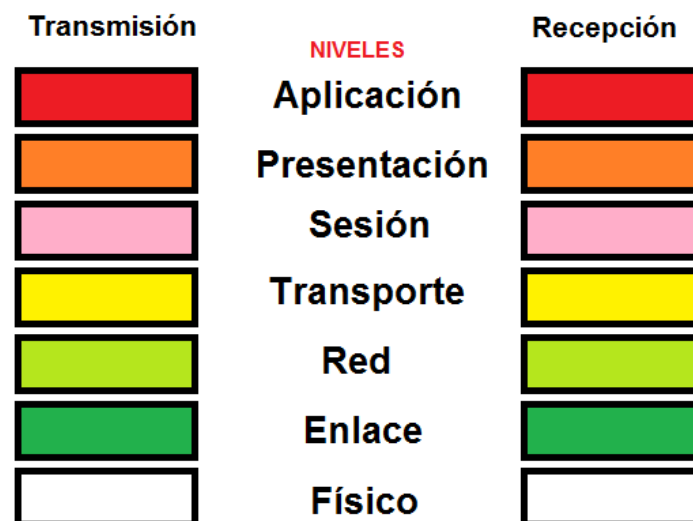 Transmisión
NIVELES
Recepción
Aplicación
Presentación
Sesión
Transporte
Red
Enlace
Físico